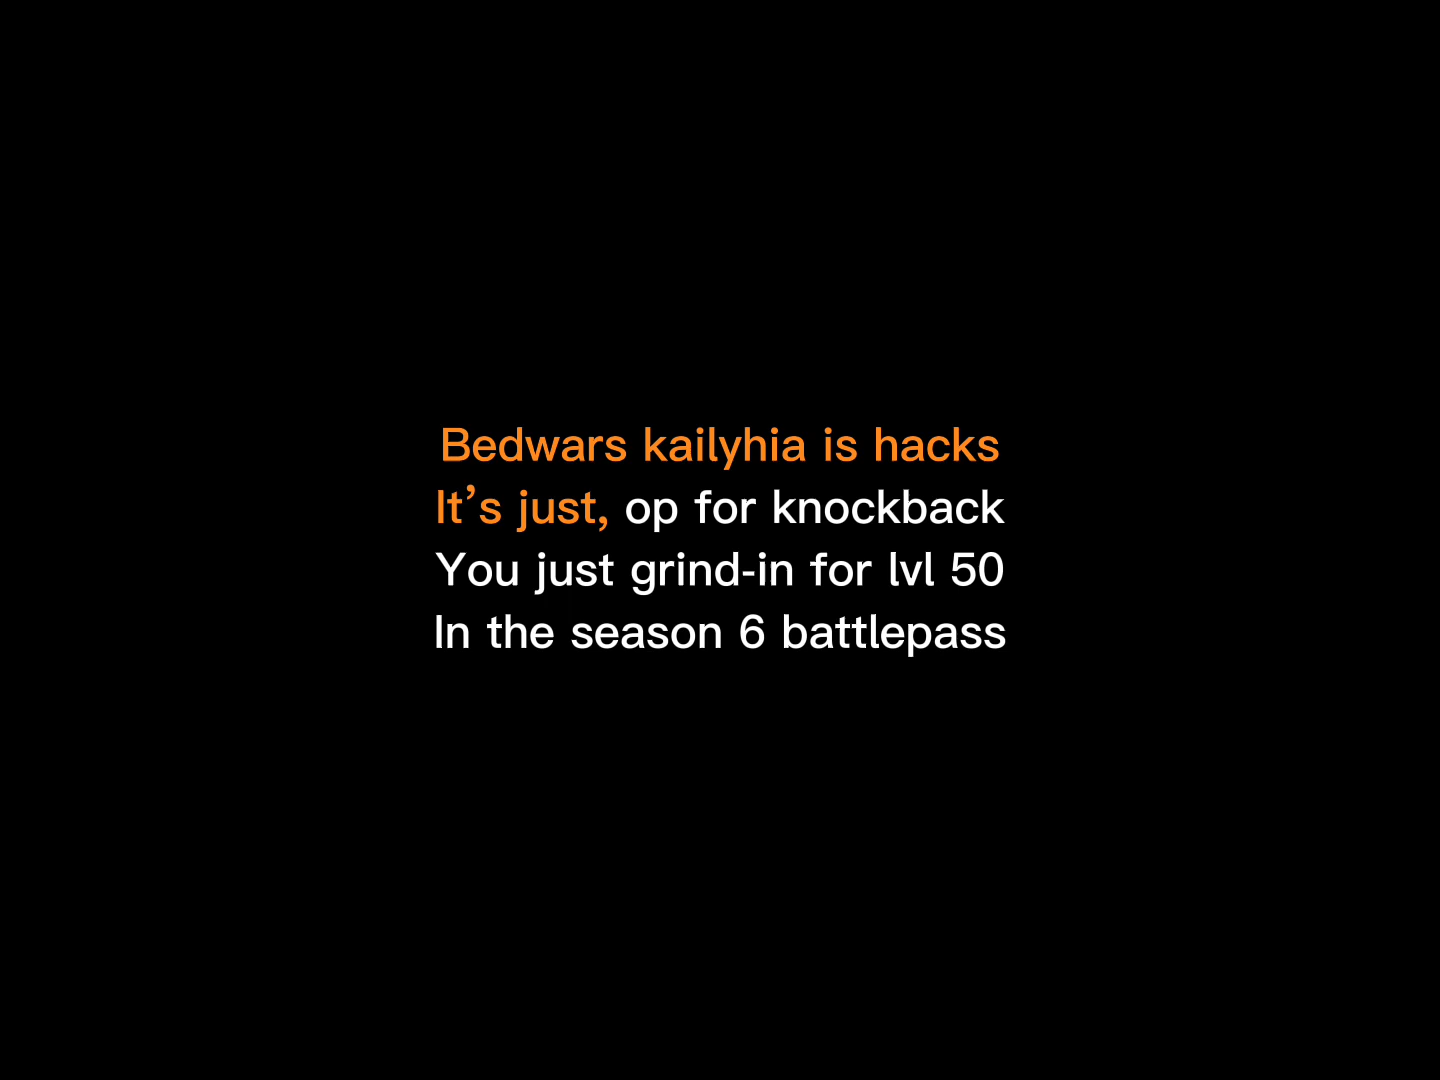 Bedwars kailyhia is hacks
It’s just, op for knockback
You just grind-in for lvl 50
In the season 6 battlepass